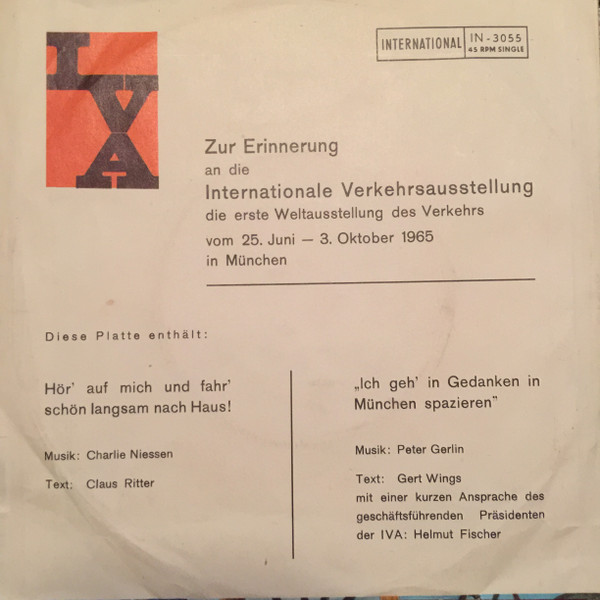 IVA
INTERNATIONAL
IN-3055
45 RPM SINGLE
Zur Erinnerung
an die
Internationale Verkehrsausstellung
die erste Weltausstellung des Verkehrs
vom 25. Juni — 3. Oktober 1965
in München
Diese Platte enthält:
Hör' auf mich und fahr'
schön langsam nach Haus!
Musik: Charlie Niessen
Text: Claus Ritter
„Ich geh' in Gedanken in
München spazieren”
Musik: Peter Gerlin
Text: Gert Wings
mit einer kurzen Ansprache des
geschäftsführenden Präsidenten
der IVA: Helmut Fischer